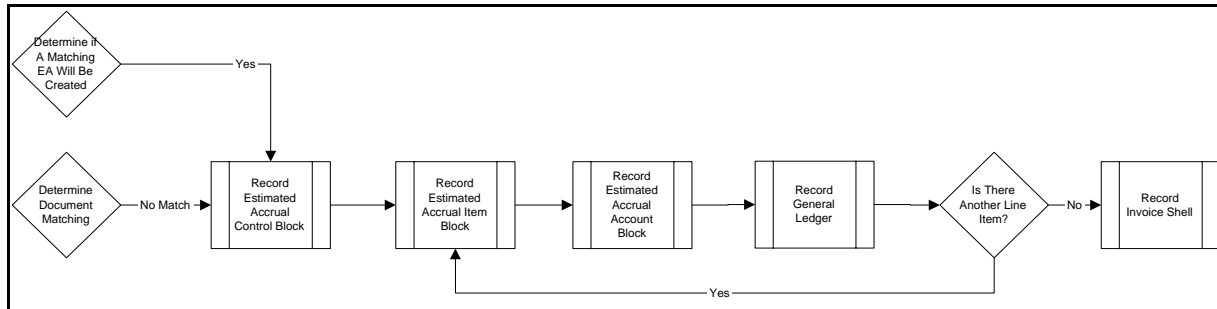 Determine if
A Matching
EA Will Be
Created
Yes
Determine
Document
Matching
No Match
Record
Estimated
Accrual
Control Block
Record
Estimated
Accrual Item
Block
Record
Estimated
Accrual
Account
Block
Record
General
Ledger
Is There
Another Line
Item?
No
Record
Invoice Shell
Yes